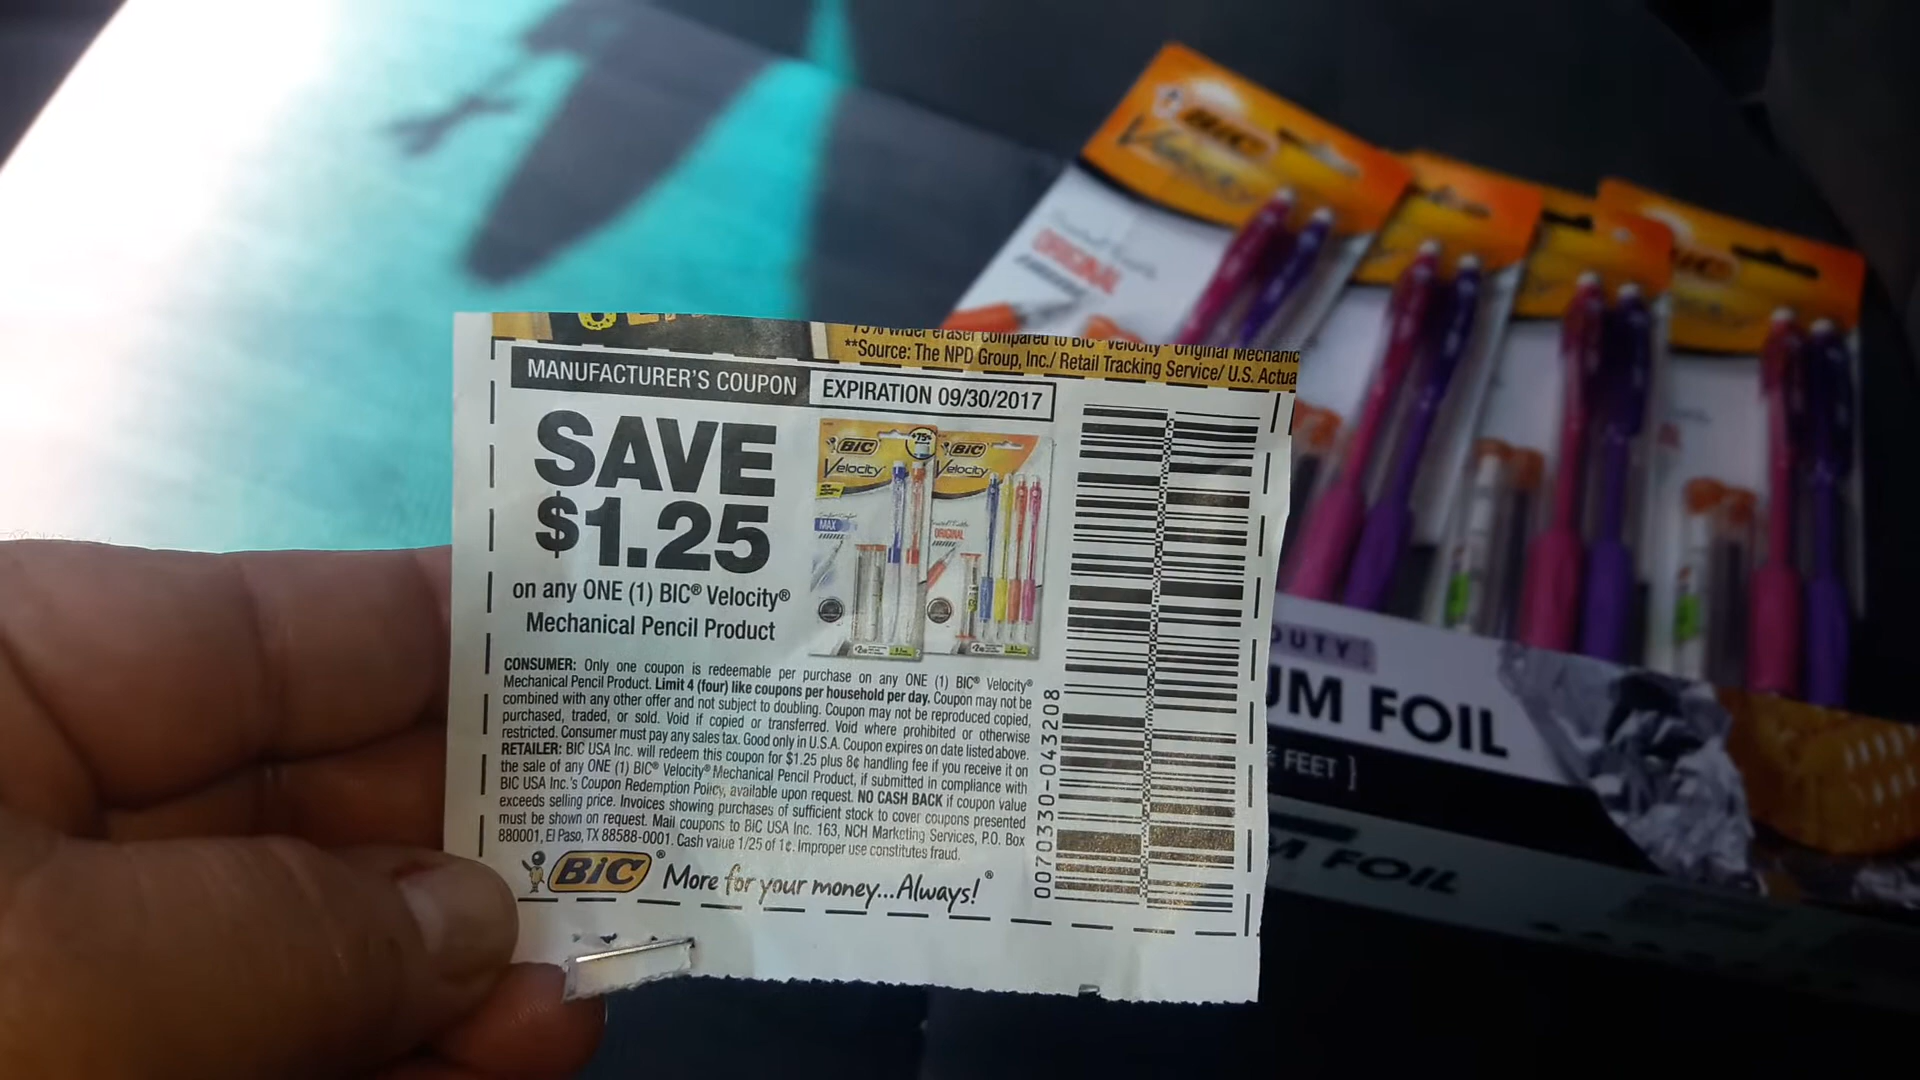 75% wider eraser compared to BIC® Velocity® Original Mechanic
**Source: The NPD Group, Inc./ Retail Tracking Service/ U.S. Actua
MANUFACTURER'S COUPON
EXPIRATION 09/30/2017
SAVE
$1.25
on any ONE (1) BIC® Velocity®
Mechanical Pencil Product
BIC
Velocity
+75%
MAX
BIC
Velocity
ORIGINAL
CONSUMER: Only one coupon is redeemable per purchase on any ONE (1) BIC® Velocity®
Mechanical Pencil Product. Limit 4 (four) like coupons per household per day. Coupon may not be
combined with any other offer and not subject to doubling. Coupon may not be reproduced copied,
purchased, traded, or sold. Void if copied or transferred. Void where prohibited or otherwise
restricted. Consumer must pay any sales tax. Good only in U.S.A. Coupon expires on date listed above.
RETAILER: BIC USA Inc. will redeem this coupon for $1.25 plus 8¢ handling fee if you receive it on
the sale of any ONE (1) BIC® Velocity® Mechanical Pencil Product, if submitted in compliance with
BIC USA Inc.'s Coupon Redemption Policy, available upon request. NO CASH BACK if coupon value
exceeds selling price. Invoices showing purchases of sufficient stock to cover coupons presented
must be shown on request. Mail coupons to BIC USA Inc. 163, NCH Marketing Services, P.O. Box
880001, El Paso, TX 88588-0001. Cash value 1/25 of 1¢. Improper use constitutes fraud.
BIC® More for your money...Always!®
0070330-043208
BIC
Velocity
ORIGINAL
BIC
DUTY
UM FOIL
E FEET }
M FOIL